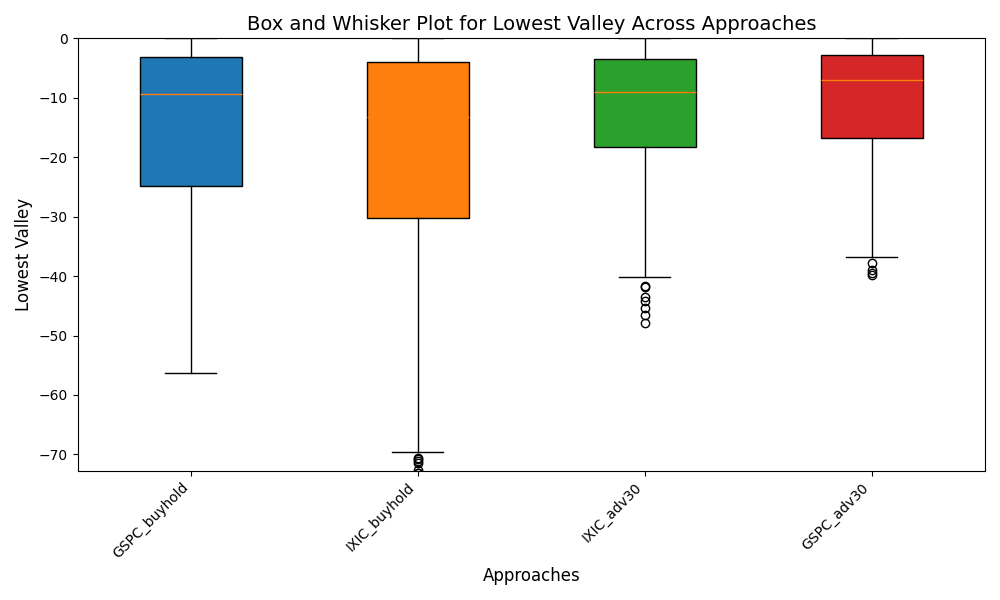 Box and Whisker Plot for Lowest Valley Across Approaches
0
−10
−20
−30
−40
−50
−60
−70
Lowest Valley
GSPC_buyhold
IXIC_buyhold
IXIC_adv30
GSPC_adv30
Approaches